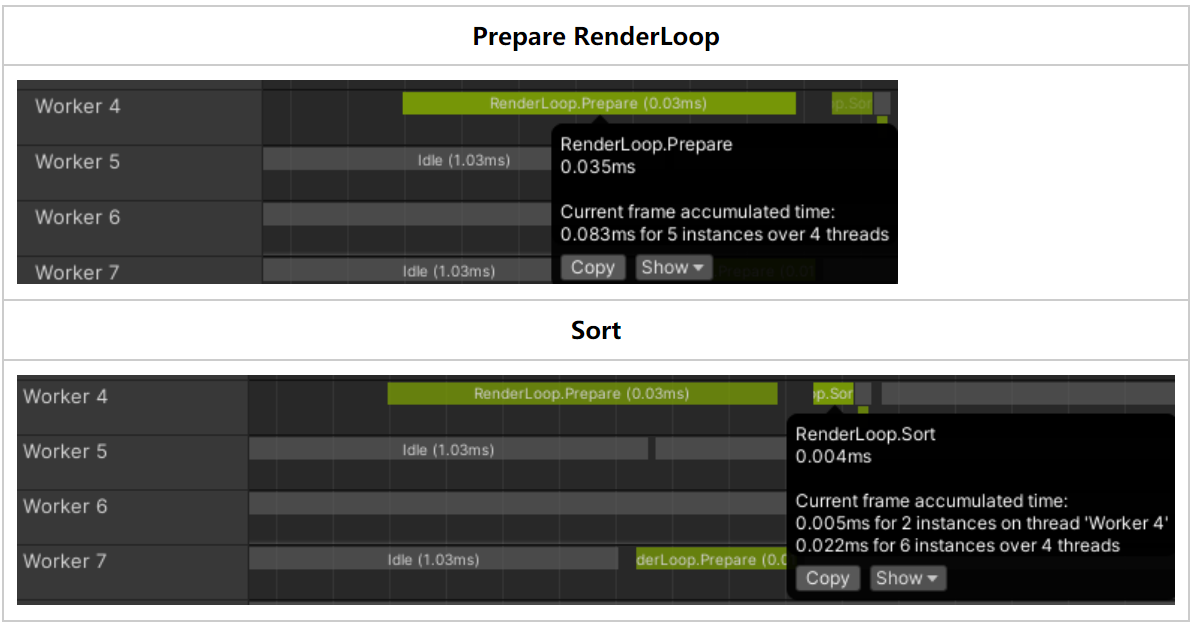 Prepare RenderLoop
Worker 4
RenderLoop.Prepare (0.03ms)
p.Sor
RenderLoop.Prepare
0.035ms
Worker 5
Idle (1.03ms)
Worker 6
Current frame accumulated time:
0.083ms for 5 instances over 4 threads
Worker 7
Idle (1.03ms)
Copy
Show
Sort
Worker 4
RenderLoop.Prepare (0.03ms)
p.Sor
RenderLoop.Sort
0.004ms
Worker 5
Idle (1.03ms)
Worker 6
Current frame accumulated time:
0.005ms for 2 instances on thread 'Worker 4'
0.022ms for 6 instances over 4 threads
Worker 7
Idle (1.03ms)
derLoop.Prepare (0.0
Copy
Show